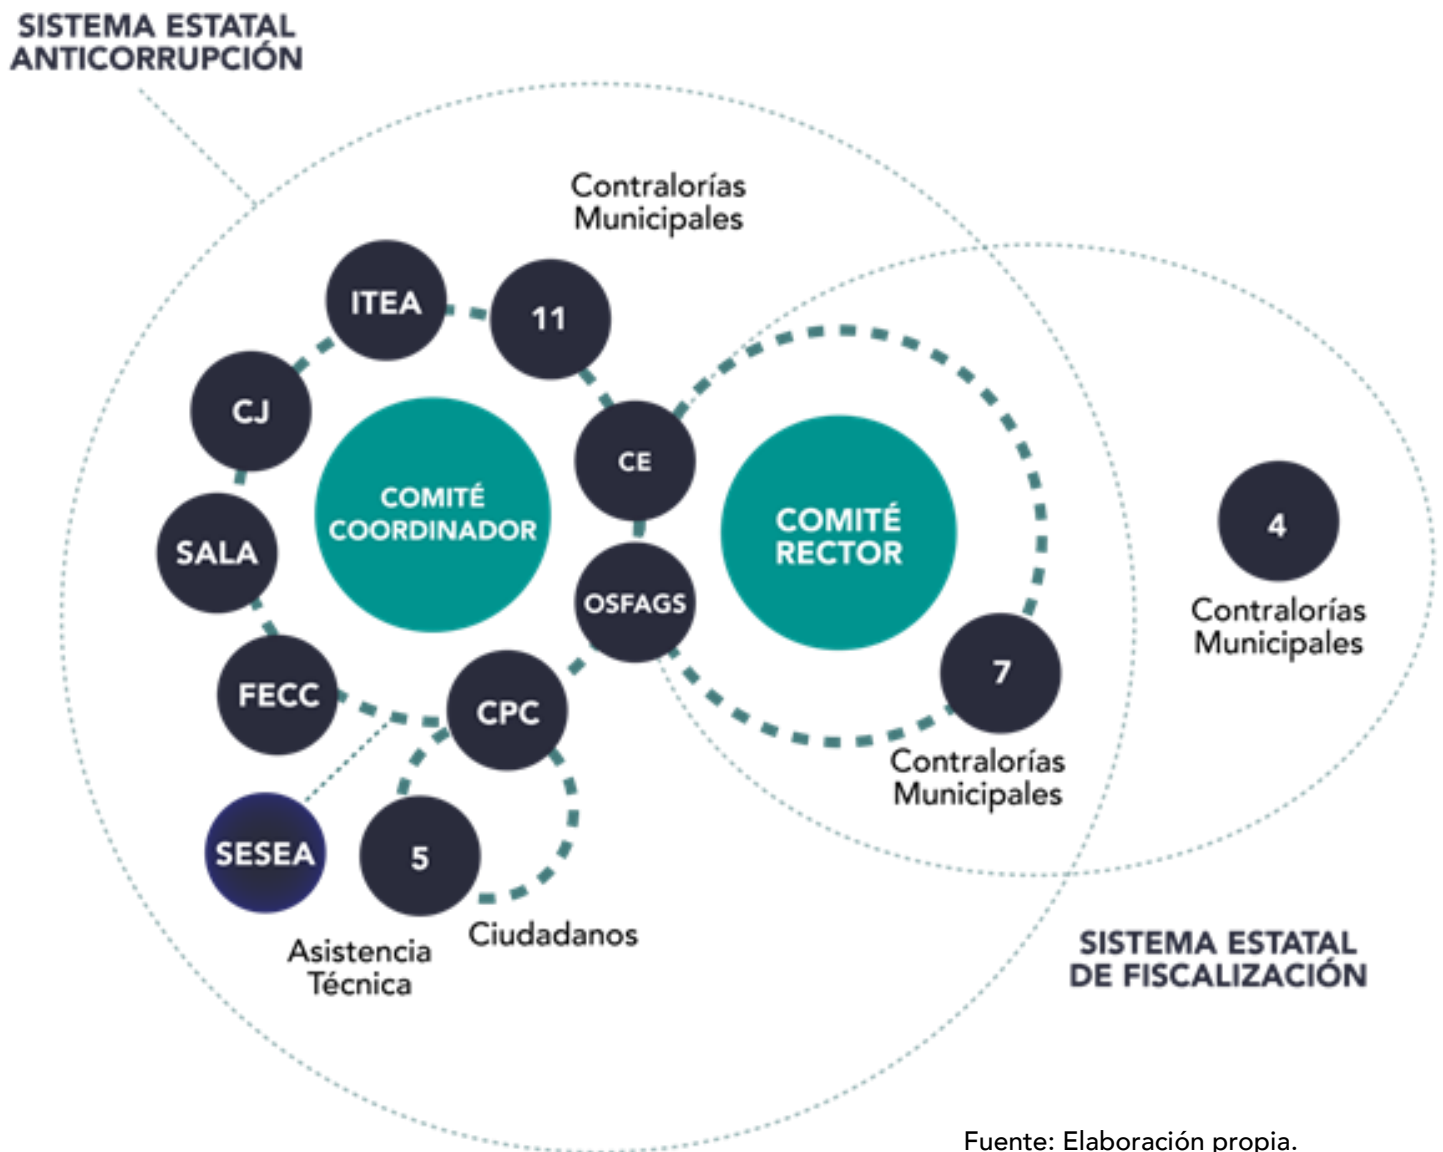 SISTEMA ESTATAL
ANTICORRUPCIÓN
Contralorías
Municipales
ITEA
11
CJ
CE
COMITÉ
COORDINADOR
COMITÉ
RECTOR
4
SALA
OSFAGS
Contralorías
Municipales
FECC
CPC
7
Contralorías
Municipales
SESEA
5
Ciudadanos
Asistencia
Técnica
SISTEMA ESTATAL
DE FISCALIZACIÓN
Fuente: Elaboración propia.